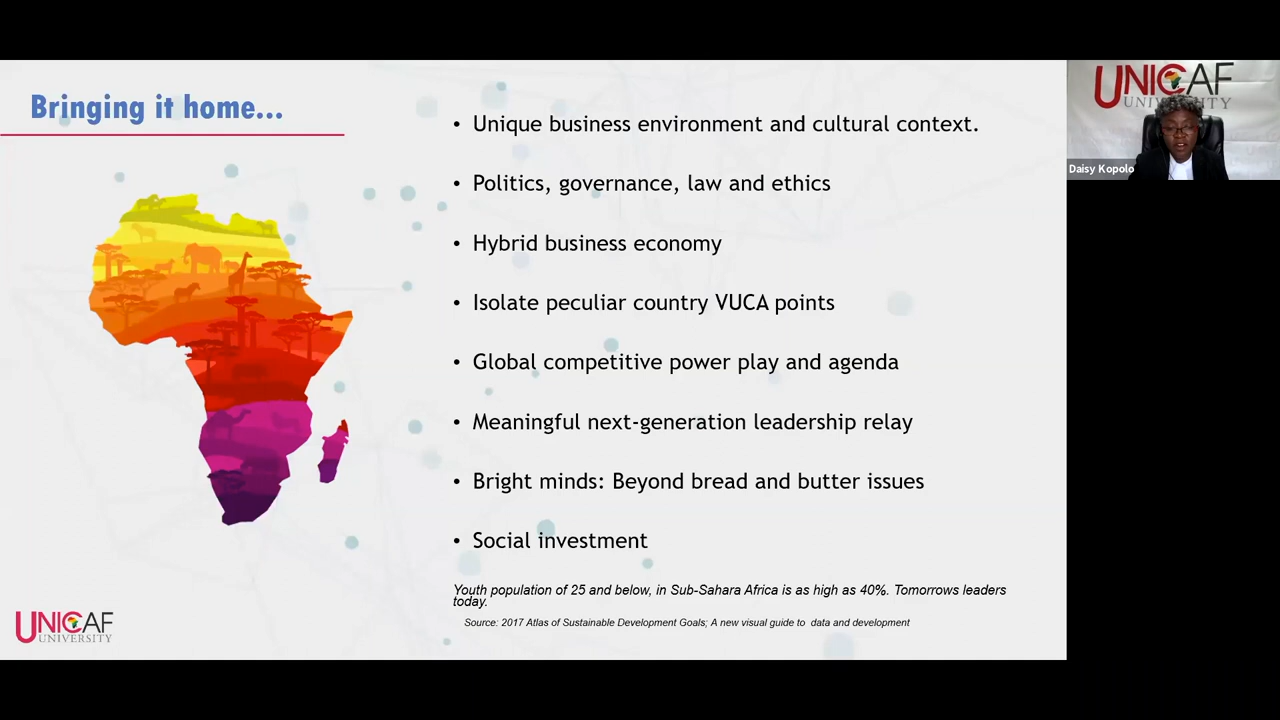 Bringing it home...
• Unique business environment and cultural context.
• Politics, governance, law and ethics
• Hybrid business economy
• Isolate peculiar country VUCA points
• Global competitive power play and agenda
• Meaningful next-generation leadership relay
• Bright minds: Beyond bread and butter issues
• Social investment
Youth population of 25 and below, in Sub-Sahara Africa is as high as 40%. Tomorrows leaders
today.
Source: 2017 Atlas of Sustainable Development Goals; A new visual guide to data and development
UNICAF
UNIVERSITY
UNICAF
UNIVERSITY
Daisy Kopolo